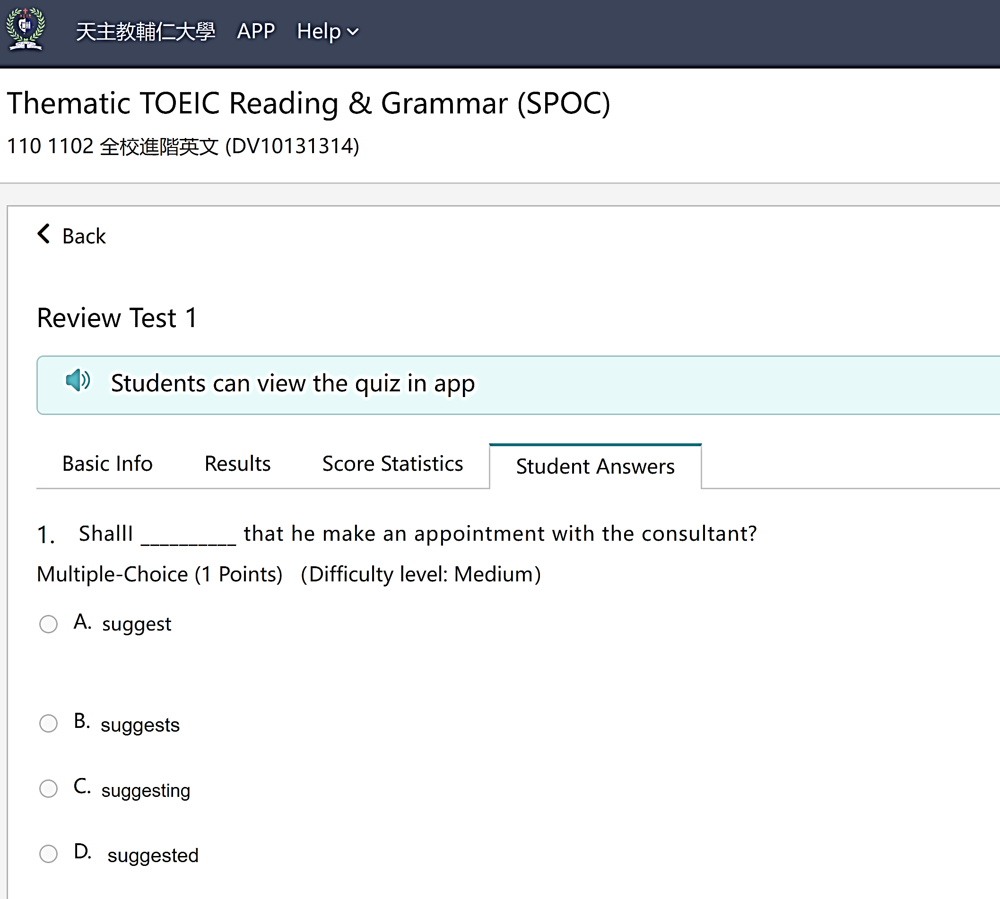 天主教輔仁大學 APP Help
Thematic TOEIC Reading & Grammar (SPOC)
110 1102 全校進階英文 (DV10131314)
Back
Review Test 1
Students can view the quiz in app
Basic Info Results Score Statistics Student Answers
1. ShallI __________ that he make an appointment with the consultant?
Multiple-Choice (1 Points) (Difficulty level: Medium)
A. suggest
B. suggests
C. suggesting
D. suggested